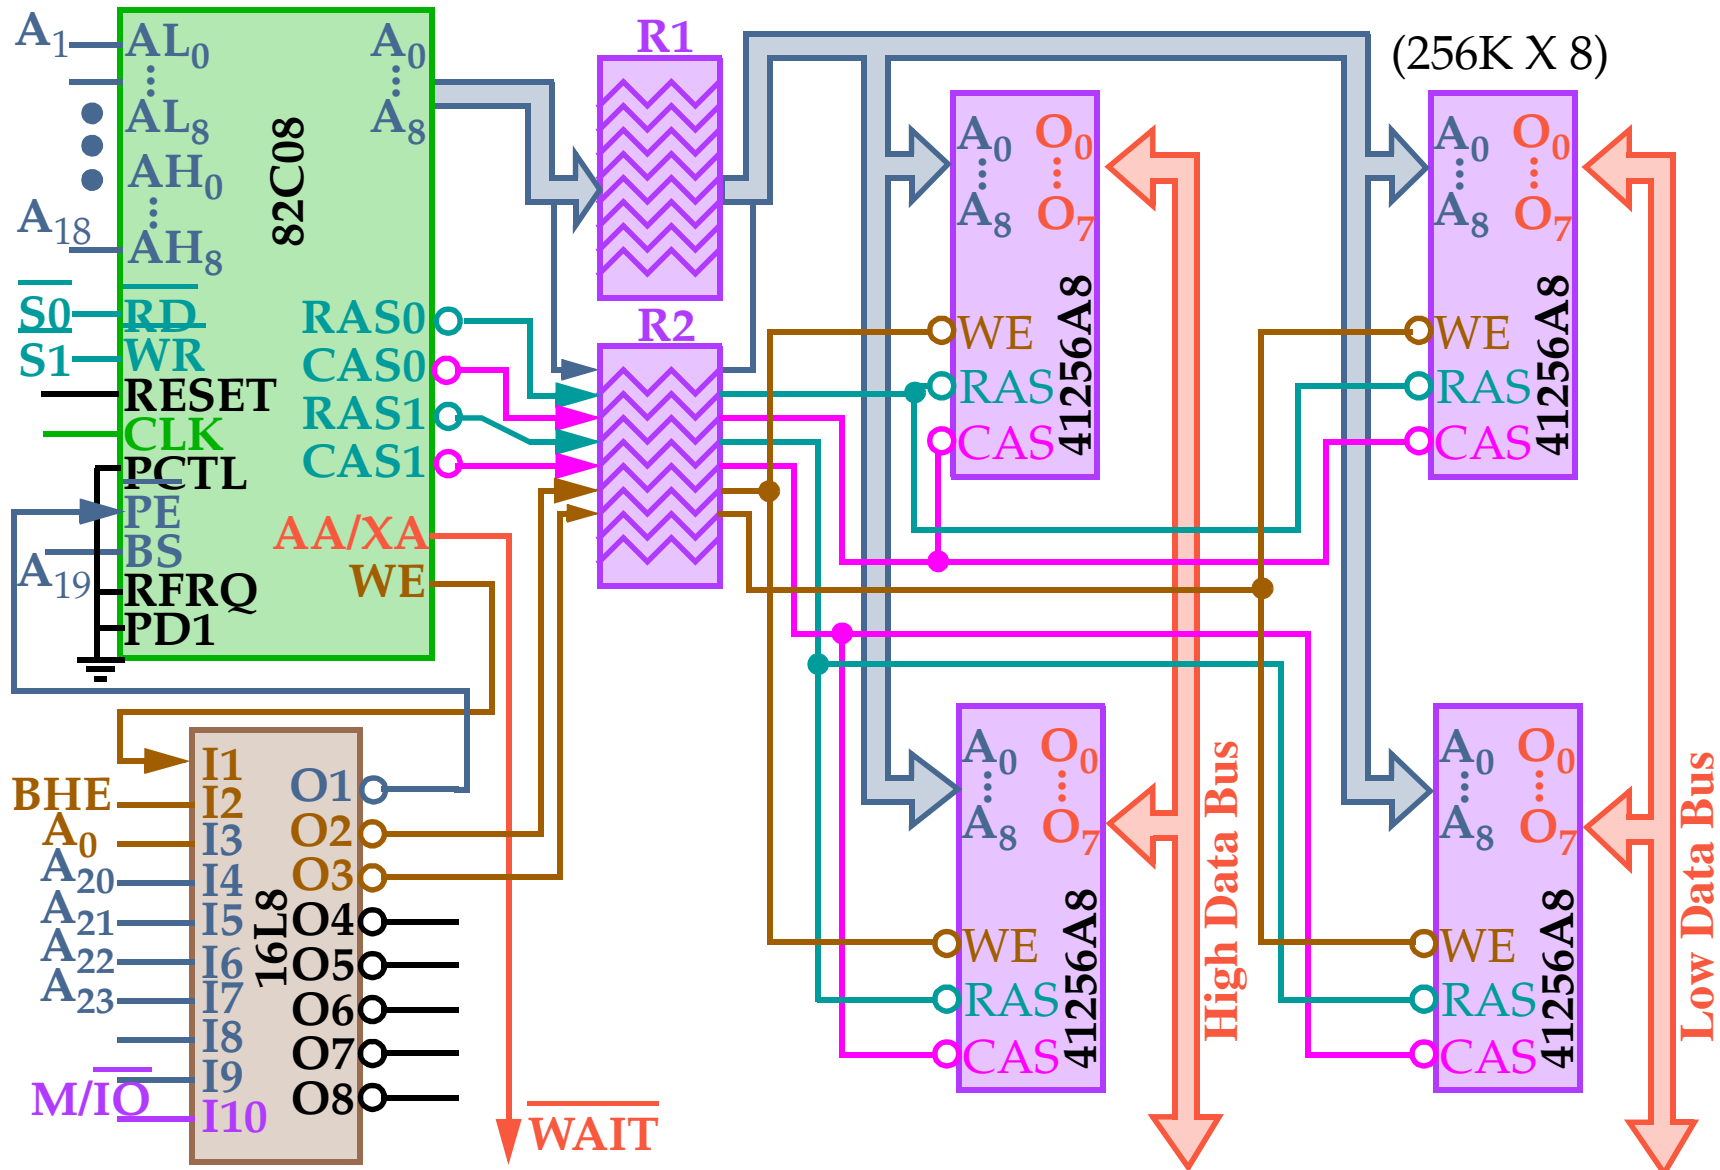 A1
AL0
A0
AL8
A8
AH0
A18
AH8
82C08
S0
RD
S1
WR
RESET
CLK
PCTL
PE
BS
A19
RFRQ
PD1
RAS0
CAS0
RAS1
CAS1
AA/XA
WE
R1
R2
(256K X 8)
A0
O0
A8
O7
WE
RAS
CAS
41256A8
A0
O0
A8
O7
WE
RAS
CAS
41256A8
BHE
A0
A20
A21
A22
A23
M/IO
I1
I2
I3
I4
I5
I6
I7
I8
I9
I10
16L8
O1
O2
O3
O4
O5
O6
O7
O8
WAIT
A0
O0
A8
O7
WE
RAS
CAS
41256A8
High Data Bus
A0
O0
A8
O7
WE
RAS
CAS
41256A8
Low Data Bus